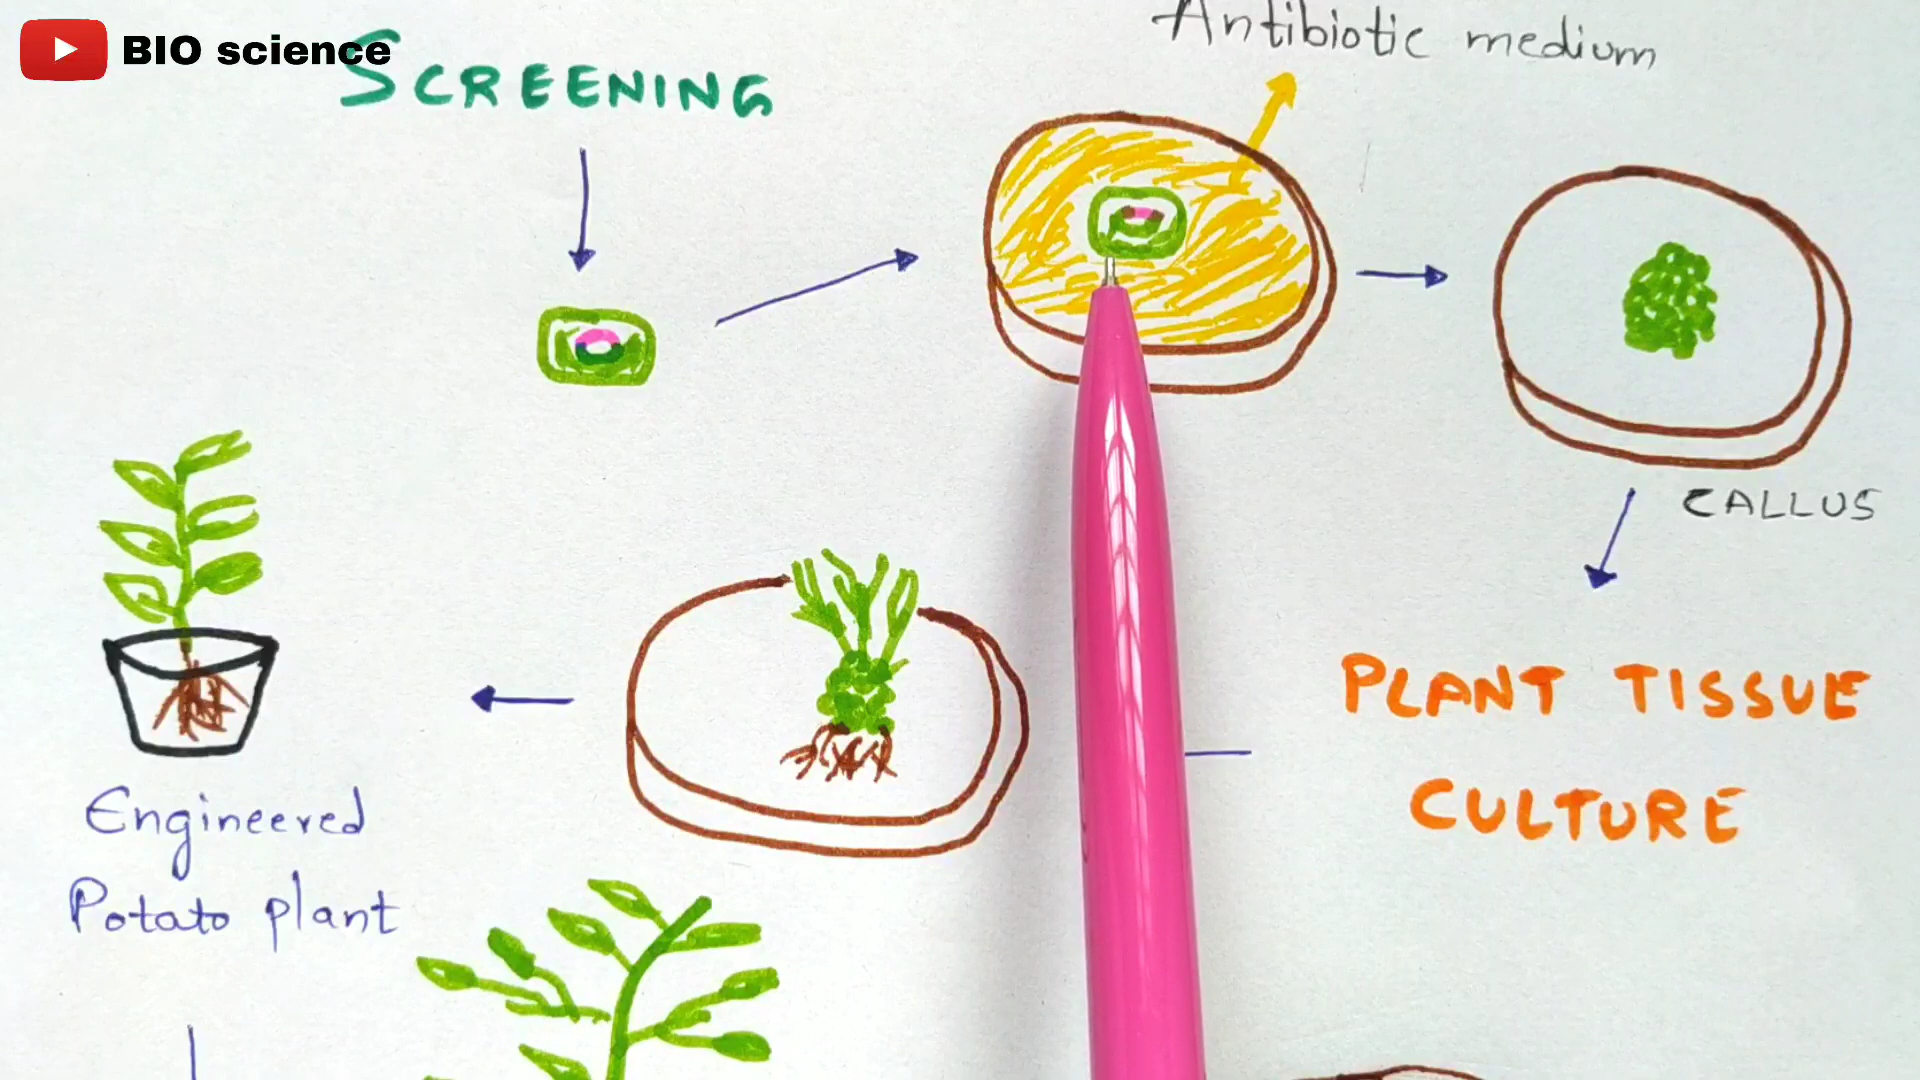 BIO science
SCREENING
Antibiotic medium
CALLUS
PLANT TISSUE
CULTURE
Engineered
Potato plant